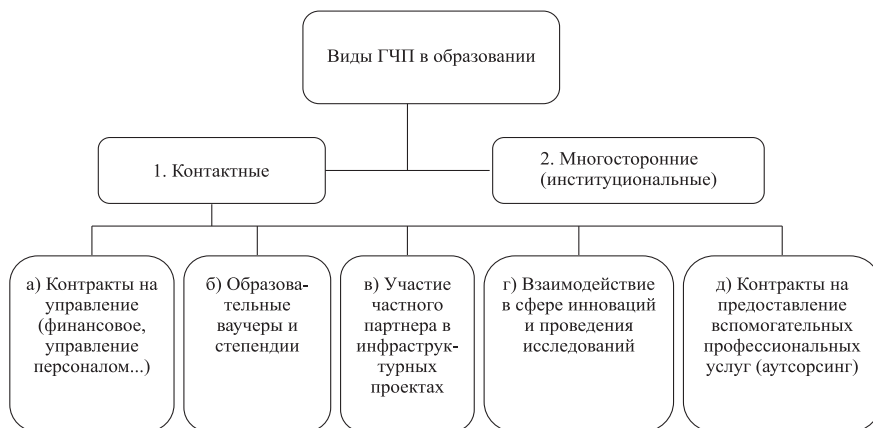 Виды ГЧП в образовании
1. Контактные
2. Многосторонние
(институциональные)
а) Контракты на
управление
(финансовое,
управление
персоналом...)
б) Образова-
тельные
ваучеры и
степендии
в) Участие
частного
партнера в
инфраструк-
турных
проектах
г) Взаимодействие
в сфере инноваций
и проведения
исследований
д) Контракты на
предоставление
вспомогательных
профессиональных
услуг (аутсорсинг)